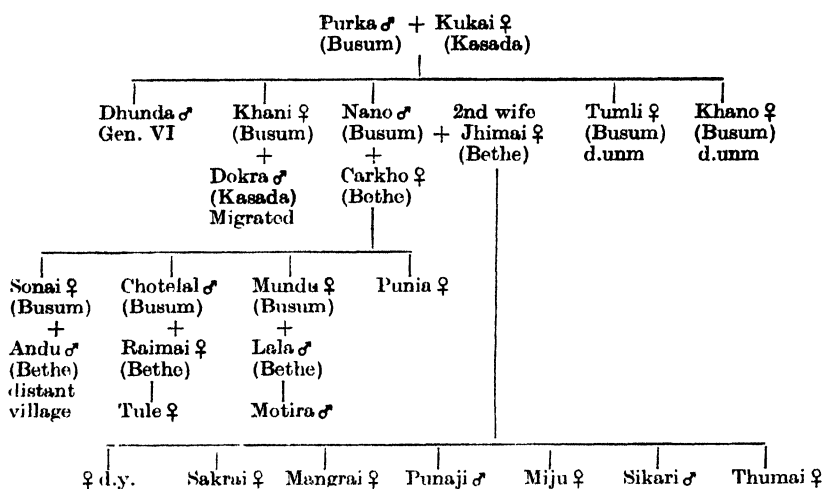 Purka ♂ + Kukai ♀
(Busum) (Kasada)
Dhunda ♂ Khani ♀ Nano ♂ 2nd wife Tumli ♀ Khano ♀
Gen. VI (Busum) (Busum) + Jhimai ♀ (Busum) (Busum)
+ + (Bethe) d.unm d.unm
Dokra ♂ Carkho ♀
(Kasada) (Bethe)
Migrated
Sonai ♀ Chotelal ♂ Mundu ♀ Punia ♀
(Busum) (Busum) (Busum)
+ + +
Andu ♂ Raimai ♀ Lala ♂
(Bethe) (Bethe) (Bethe)
distant
village Tule ♀ Motira ♂
♀ d.y. Sakrai ♀ Mangrai ♀ Punaji ♂ Miju ♀ Sikari ♂ Thumai ♀